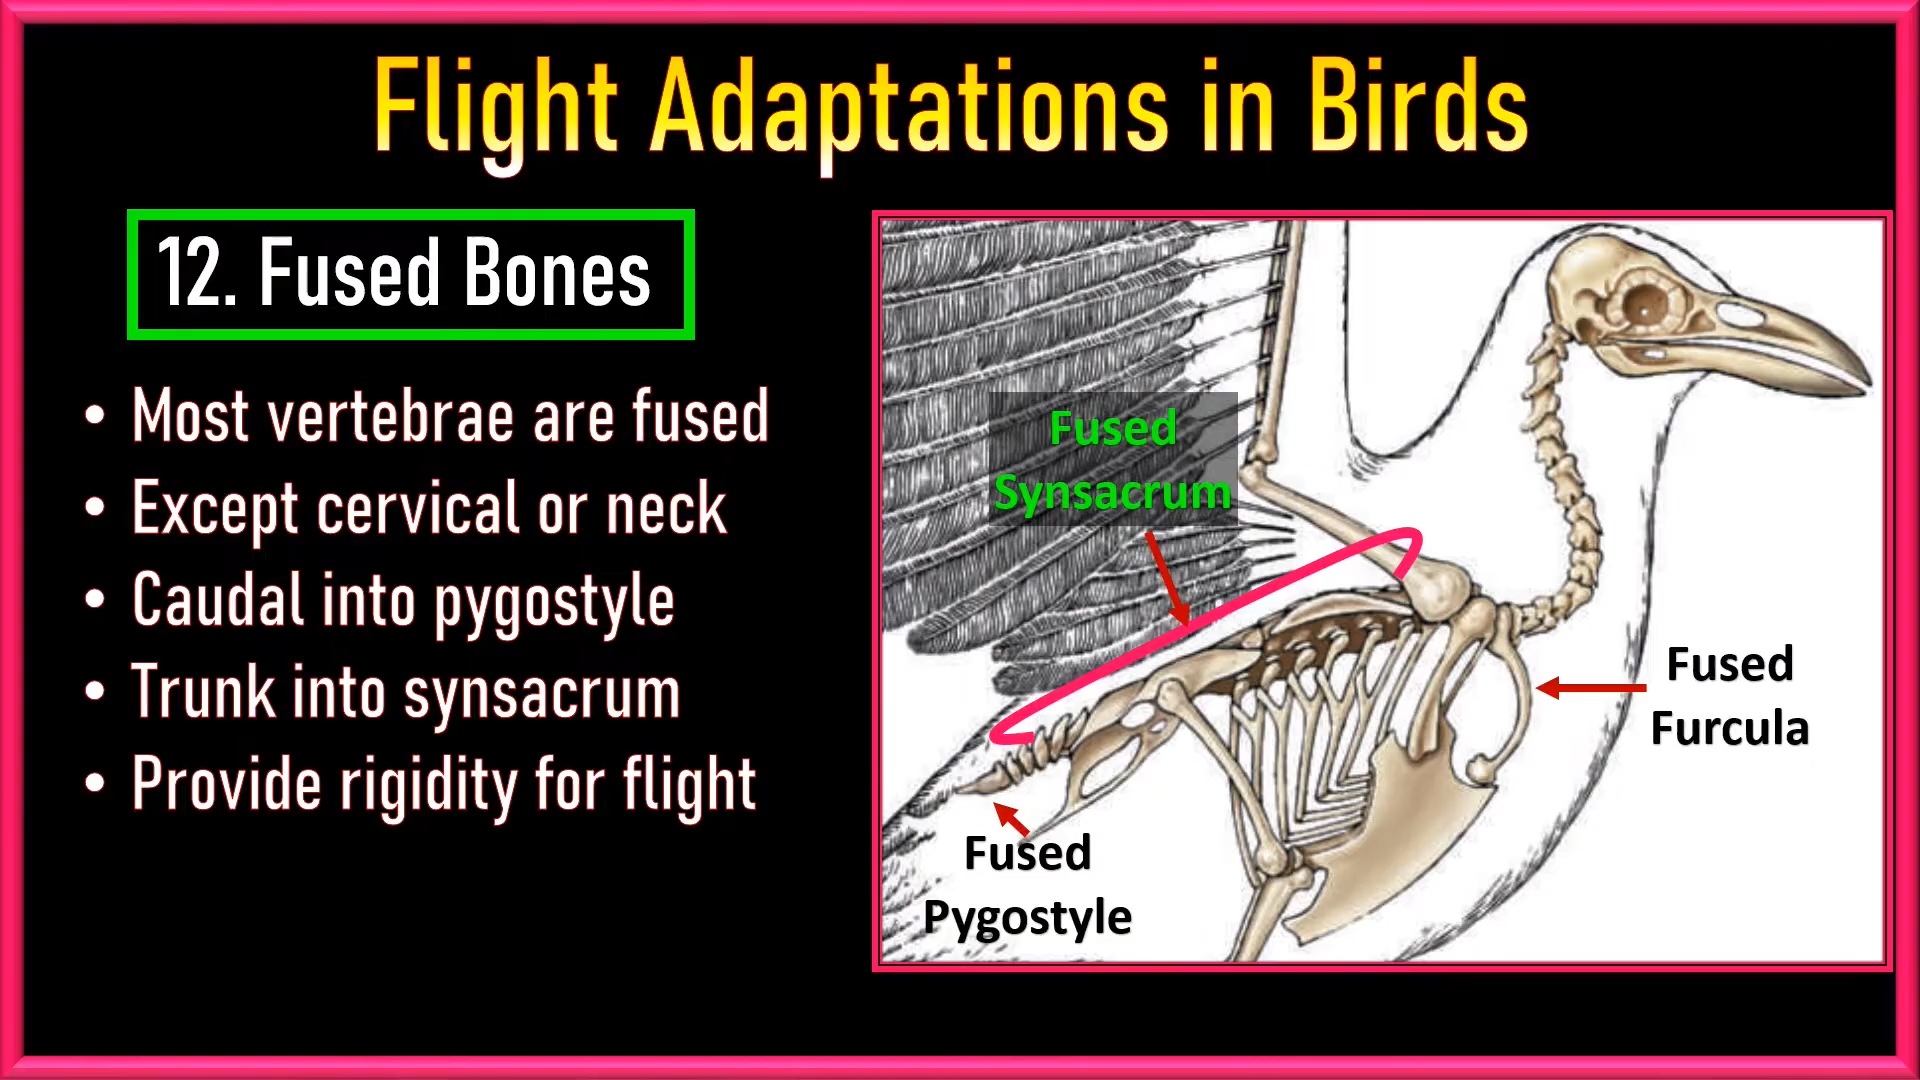 Flight Adaptations in Birds
12. Fused Bones
• Most vertebrae are fused
• Except cervical or neck
• Caudal into pygostyle
• Trunk into synsacrum
• Provide rigidity for flight
Fused
Synsacrum
Fused
Furcula
Fused
Pygostyle